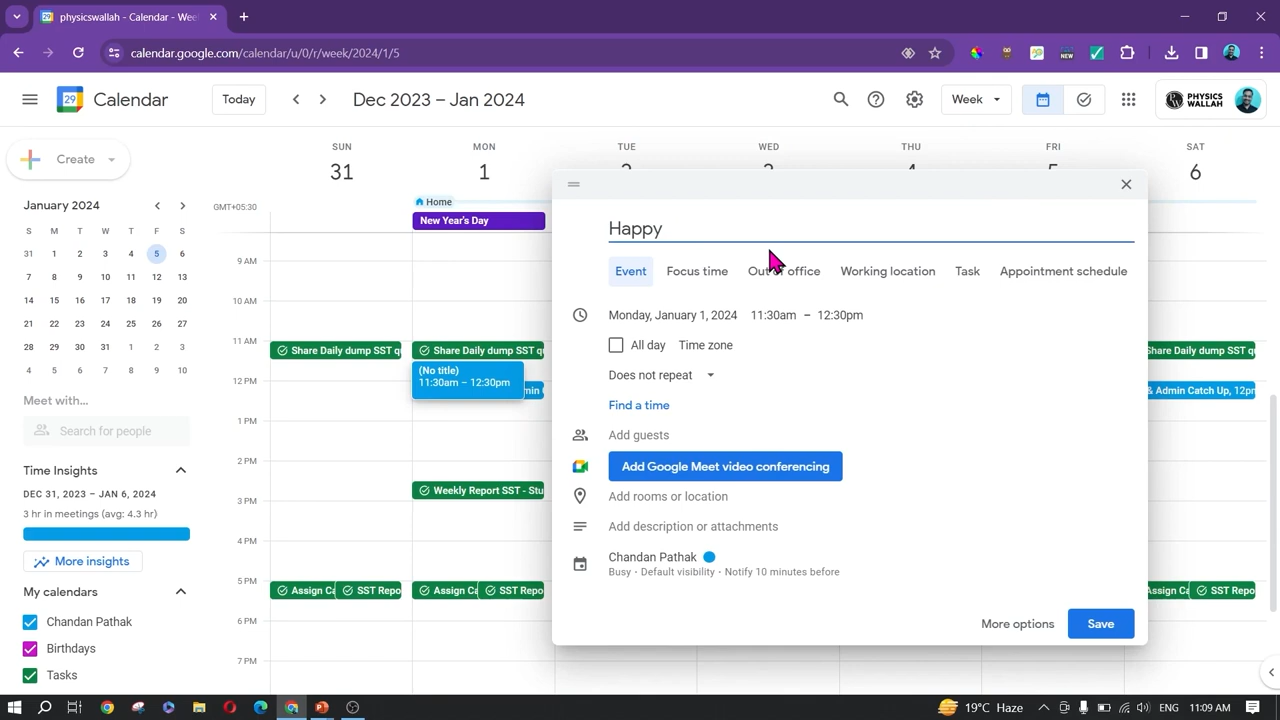 physicswallah - Calendar - Wee
calendar.google.com/calendar/u/0/r/week/2024/1/5
NEW
29
Calendar
Today
Dec 2023 – Jan 2024
Week
PHYSICS
WALLAH
Create
SUN
MON
TUE
WED
THU
FRI
SAT
31
1
6
January 2024
GMT+05:30
Home
New Year's Day
S M T W T F S
31 1 2 3 4 5 6
7 8 9 10 11 12 13
14 15 16 17 18 19 20
21 22 23 24 25 26 27
28 29 30 31 1 2 3
4 5 6 7 8 9 10
Meet with...
Search for people
Time Insights
DEC 31, 2023 – JAN 6, 2024
3 hr in meetings (avg: 4.3 hr)
More insights
My calendars
Chandan Pathak
Birthdays
Tasks
9 AM
10 AM
11 AM
12 PM
1 PM
2 PM
3 PM
4 PM
5 PM
6 PM
7 PM
Share Daily dump SST qu
Share Daily dump SST qu
Share Daily dump SST qu
(No title)
11:30am – 12:30pm
& Admin Catch Up, 12pm
Weekly Report SST - Stu
Assign Ca
SST Repo
Assign Ca
SST Repo
Assign Ca
SST Repo
Happy
Event
Focus time
Out of office
Working location
Task
Appointment schedule
Monday, January 1, 2024 11:30am – 12:30pm
All day Time zone
Does not repeat
Find a time
Add guests
Add Google Meet video conferencing
Add rooms or location
Add description or attachments
Chandan Pathak
Busy · Default visibility · Notify 10 minutes before
More options
Save
19°C Haze
ENG
11:09 AM